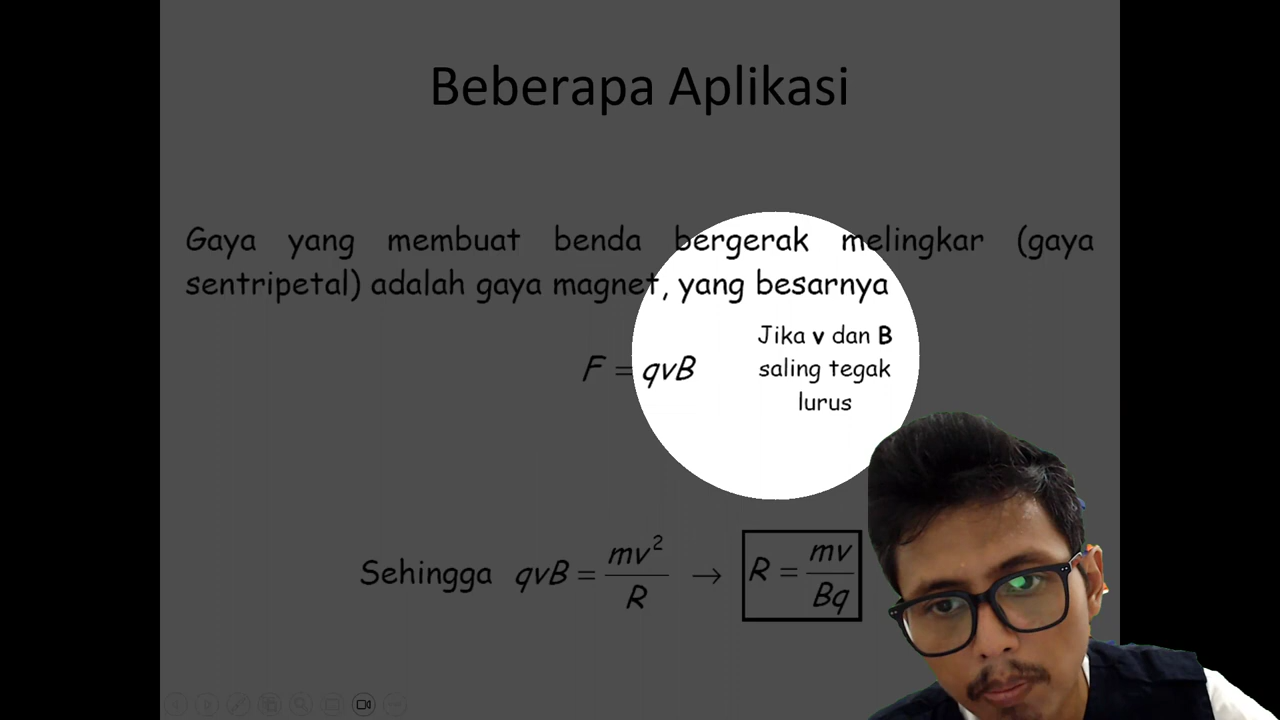 Beberapa Aplikasi
Gaya yang membuat benda bergerak melingkar (gaya
sentripetal) adalah gaya magnet, yang besarnya
F = qvB
Jika v dan B
saling tegak
lurus
Sehingga qvB = mv²/R → R = mv/Bq